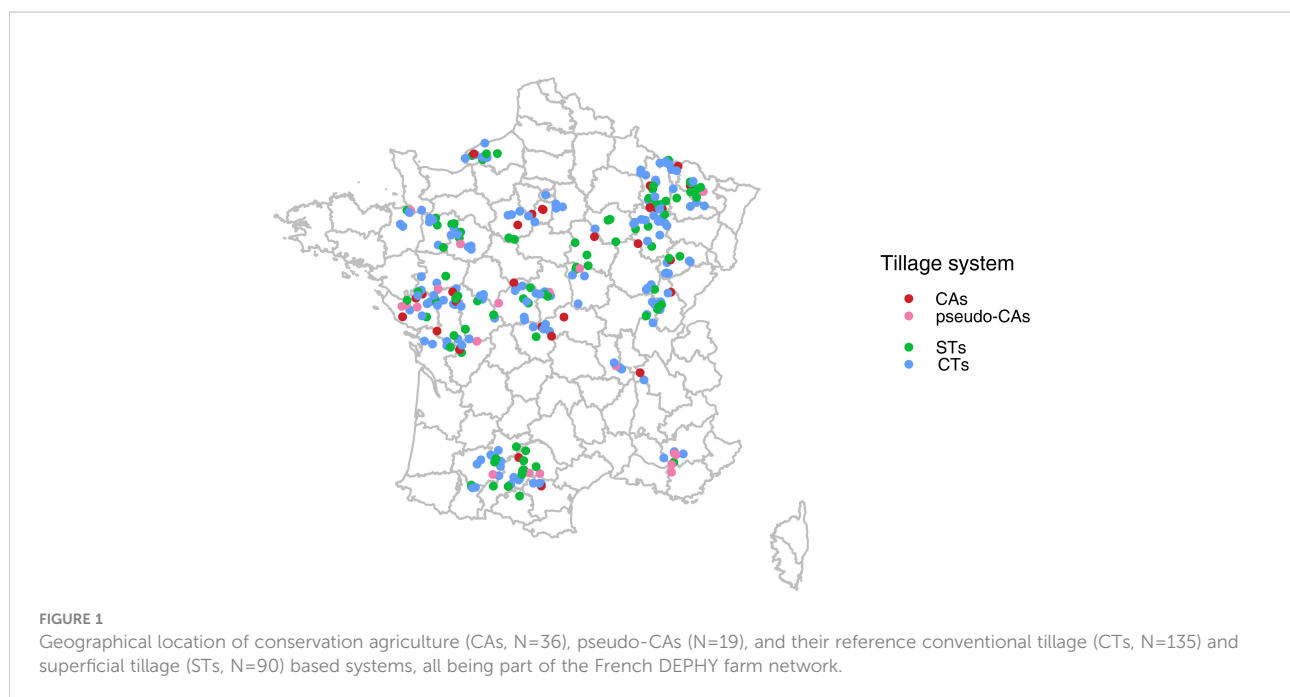 Tillage system
CAs
pseudo-CAs
STs
CTs
FIGURE 1
Geographical location of conservation agriculture (CAs, N=36), pseudo-CAs (N=19), and their reference conventional tillage (CTs, N=135) and
superficial tillage (STs, N=90) based systems, all being part of the French DEPHY farm network.